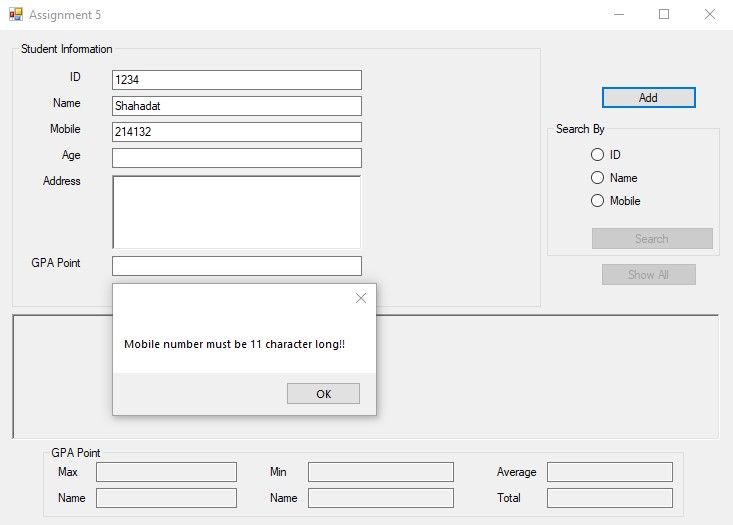 Assignment 5
Student Information
ID 1234
Name Shahadat
Mobile 214132
Age
Address
GPA Point
Add
Search By
ID
Name
Mobile
Search
Show All
Mobile number must be 11 character long!!
OK
GPA Point
Max Min Average
Name Name Total